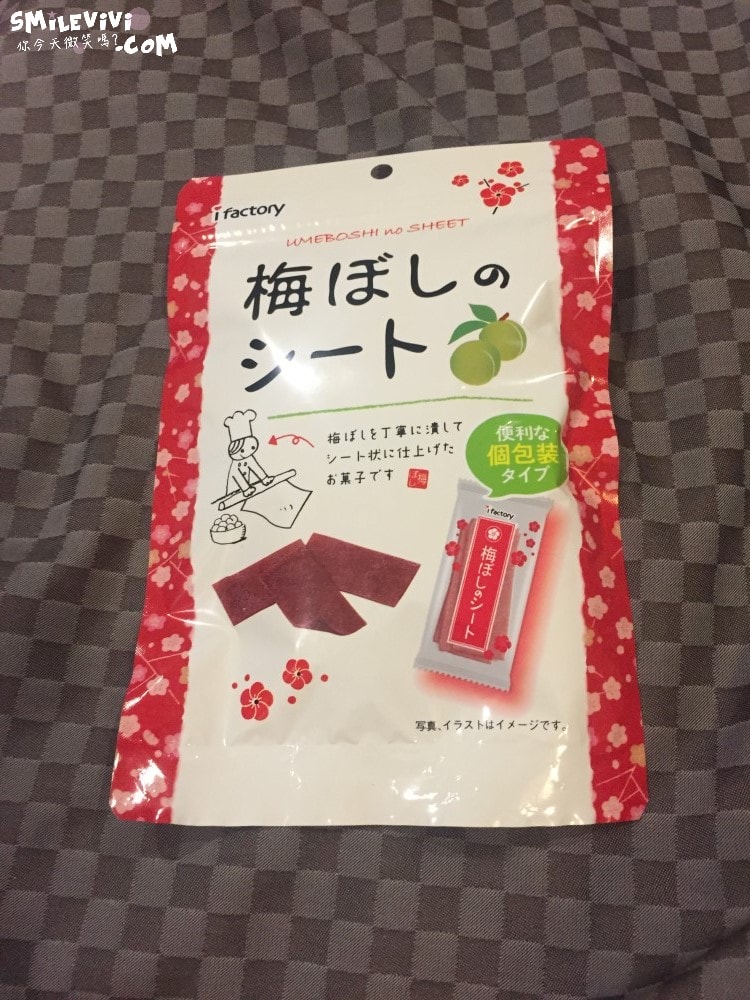 SMiLEViVi
你今天微笑嗎?.COM
i factory
UMEBOSHI no SHEET
梅ぼしの
シート
梅ぼしを丁寧に潰して
シート状に仕上げた
お菓子です
梅ぼし
便利な
個包装
タイプ
i factory
梅ぼしのシート
写真、イラストはイメージです。